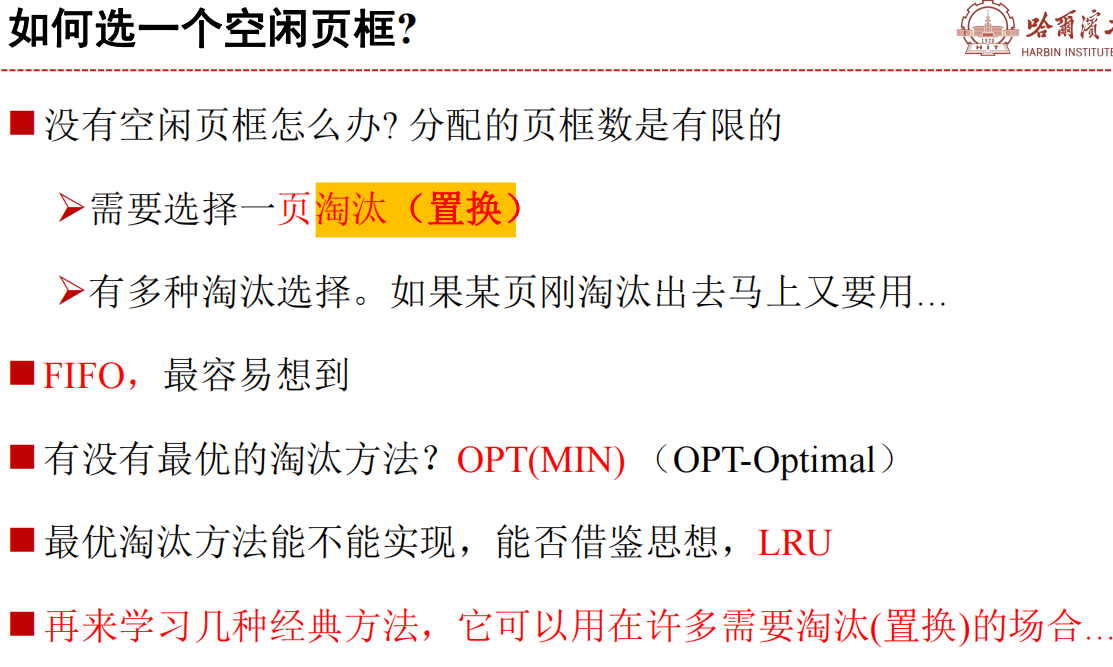 如何选一个空闲页框?
哈爾濱
1920
HIT
HARBIN INSTITUTE
没有空闲页框怎么办? 分配的页框数是有限的
需要选择一页淘汰（置换）
有多种淘汰选择。如果某页刚淘汰出去马上又要用...
FIFO，最容易想到
有没有最优的淘汰方法？OPT(MIN)（OPT-Optimal）
最优淘汰方法能不能实现，能否借鉴思想，LRU
再来学习几种经典方法，它可以用在许多需要淘汰(置换)的场合...